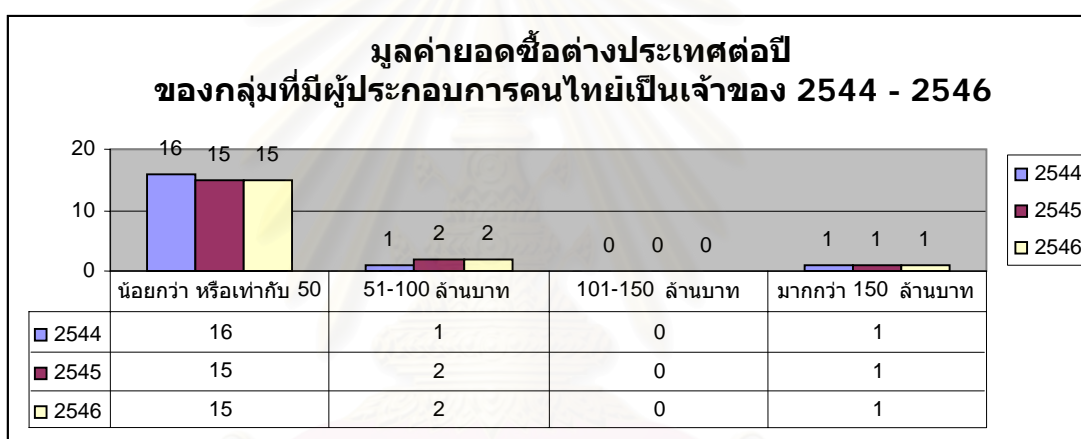 มูลค่ายอดซื้อต่างประเทศต่อปี
ของกลุ่มที่มีผู้ประกอบการคนไทย์เป็นเจ้าของ 2544 - 2546
20
10
0
16 15 15
1 2 2
0 0 0
1 1 1
2544
2545
2546
น้อยกว่า หรือเท่ากับ 50 51-100 ล้านบาท 101-150 ล้านบาท มากกว่า 150 ล้านบาท
2544 16 1 0 1
2545 15 2 0 1
2546 15 2 0 1